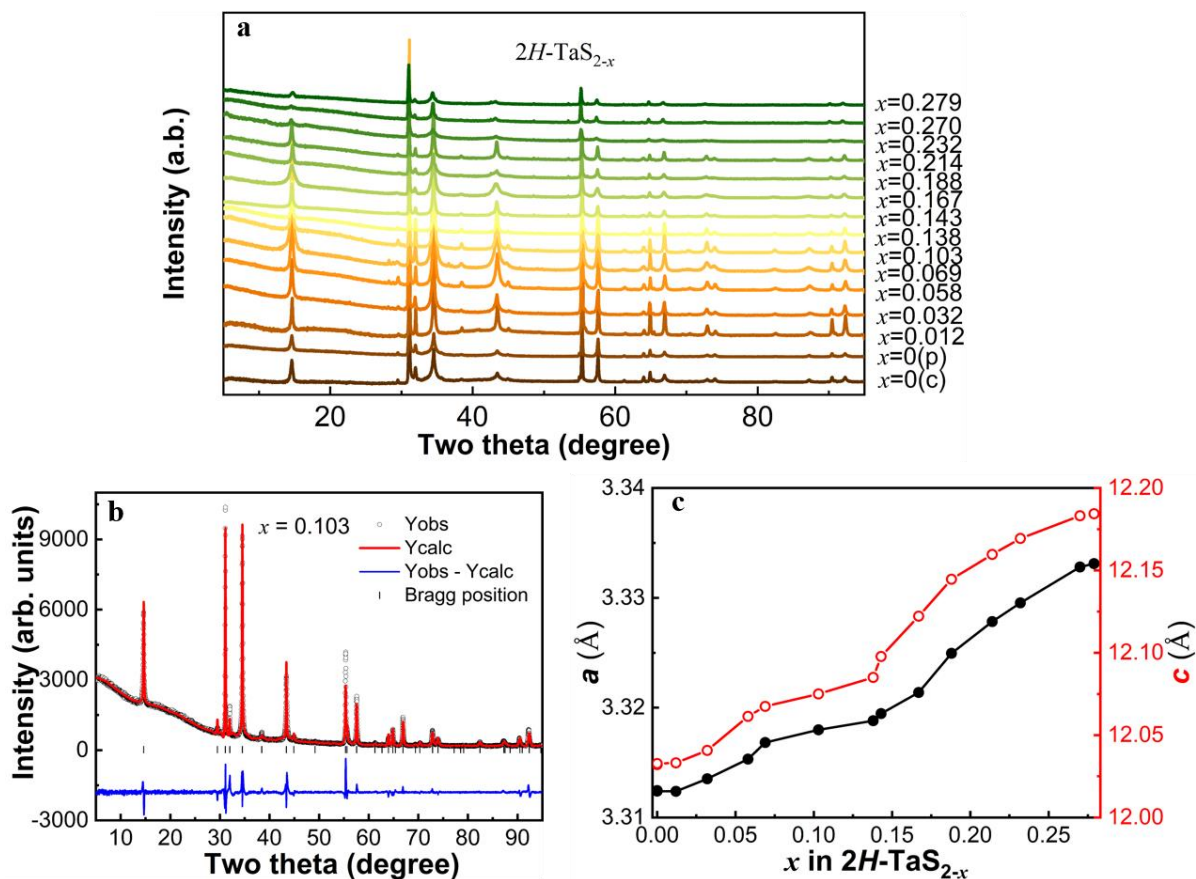 a
2H-TaS2-x
Intensity (a.b.)
x=0.279
x=0.270
x=0.232
x=0.214
x=0.188
x=0.167
x=0.143
x=0.138
x=0.103
x=0.069
x=0.058
x=0.032
x=0.012
x=0(p)
x=0(c)
20 40 60 80
Two theta (degree)
b
x = 0.103
Yobs
Ycalc
Yobs - Ycalc
Bragg position
Intensity (arb. units)
9000
6000
3000
0
-3000
10 20 30 40 50 60 70 80 90
Two theta (degree)
c
a (Å)
3.34
3.33
3.32
3.31
12.20
12.15
12.10
12.05
12.00
c (Å)
0.00 0.05 0.10 0.15 0.20 0.25
x in 2H-TaS2-x